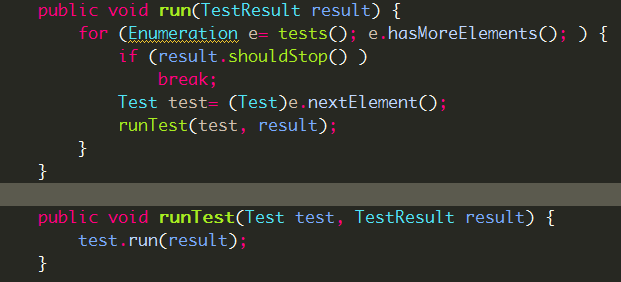 public void run(TestResult result) {
for (Enumeration e= tests(); e.hasMoreElements(); ) {
if (result.shouldStop() )
break;
Test test= (Test)e.nextElement();
runTest(test, result);
}
}
public void runTest(Test test, TestResult result) {
test.run(result);
}